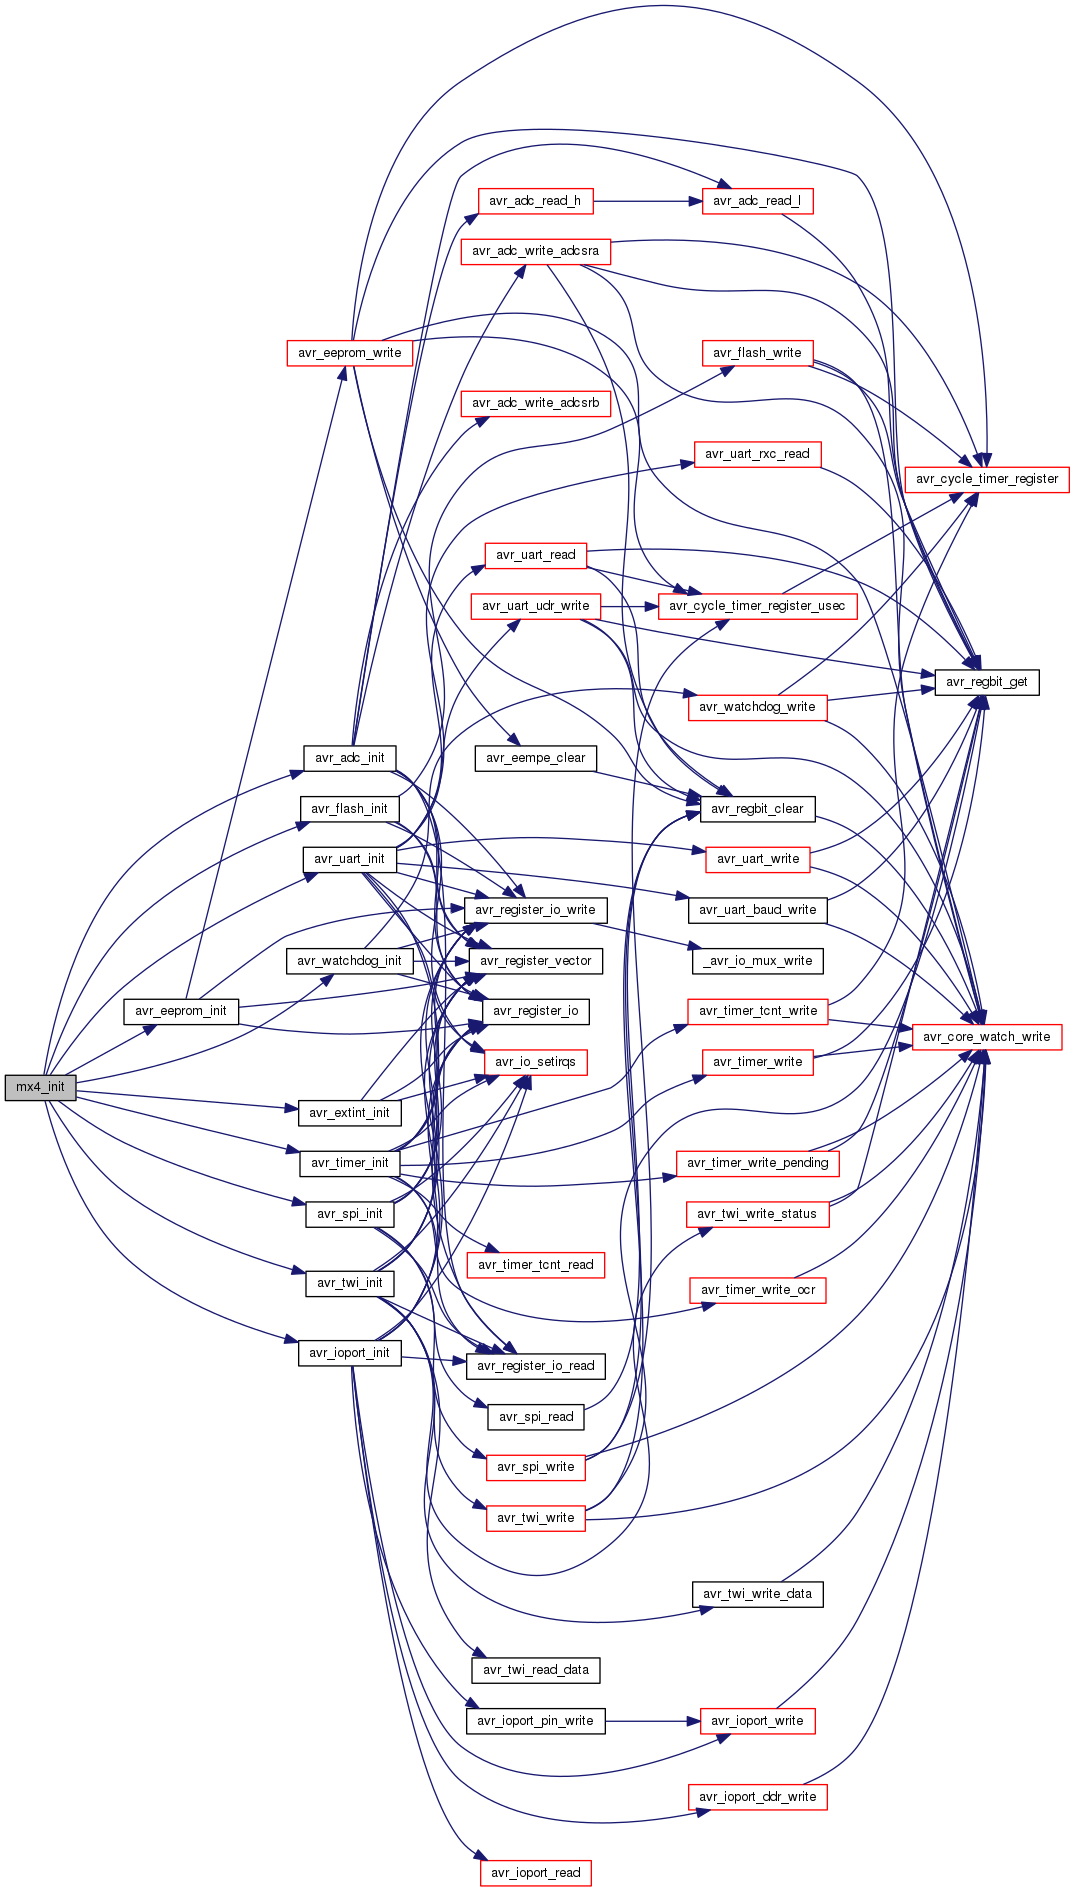 avr_adc_read_h
avr_adc_read_l
avr_adc_write_adcsra
avr_eeprom_write
avr_flash_write
avr_adc_write_adcsrb
avr_uart_rxc_read
avr_cycle_timer_register
avr_uart_read
avr_uart_udr_write
avr_cycle_timer_register_usec
avr_regbit_get
avr_watchdog_write
avr_adc_init
avr_eempe_clear
avr_flash_init
avr_regbit_clear
avr_uart_init
avr_uart_write
avr_register_io_write
avr_uart_baud_write
avr_watchdog_init
avr_register_vector
_avr_io_mux_write
avr_eeprom_init
avr_register_io
avr_timer_tcnt_write
avr_core_watch_write
avr_io_setirqs
avr_timer_write
mx4_init
avr_extint_init
avr_timer_init
avr_timer_write_pending
avr_spi_init
avr_twi_write_status
avr_timer_tcnt_read
avr_twi_init
avr_timer_write_ocr
avr_ioport_init
avr_register_io_read
avr_spi_read
avr_spi_write
avr_twi_write
avr_twi_write_data
avr_twi_read_data
avr_ioport_pin_write
avr_ioport_write
avr_ioport_ddr_write
avr_ioport_read